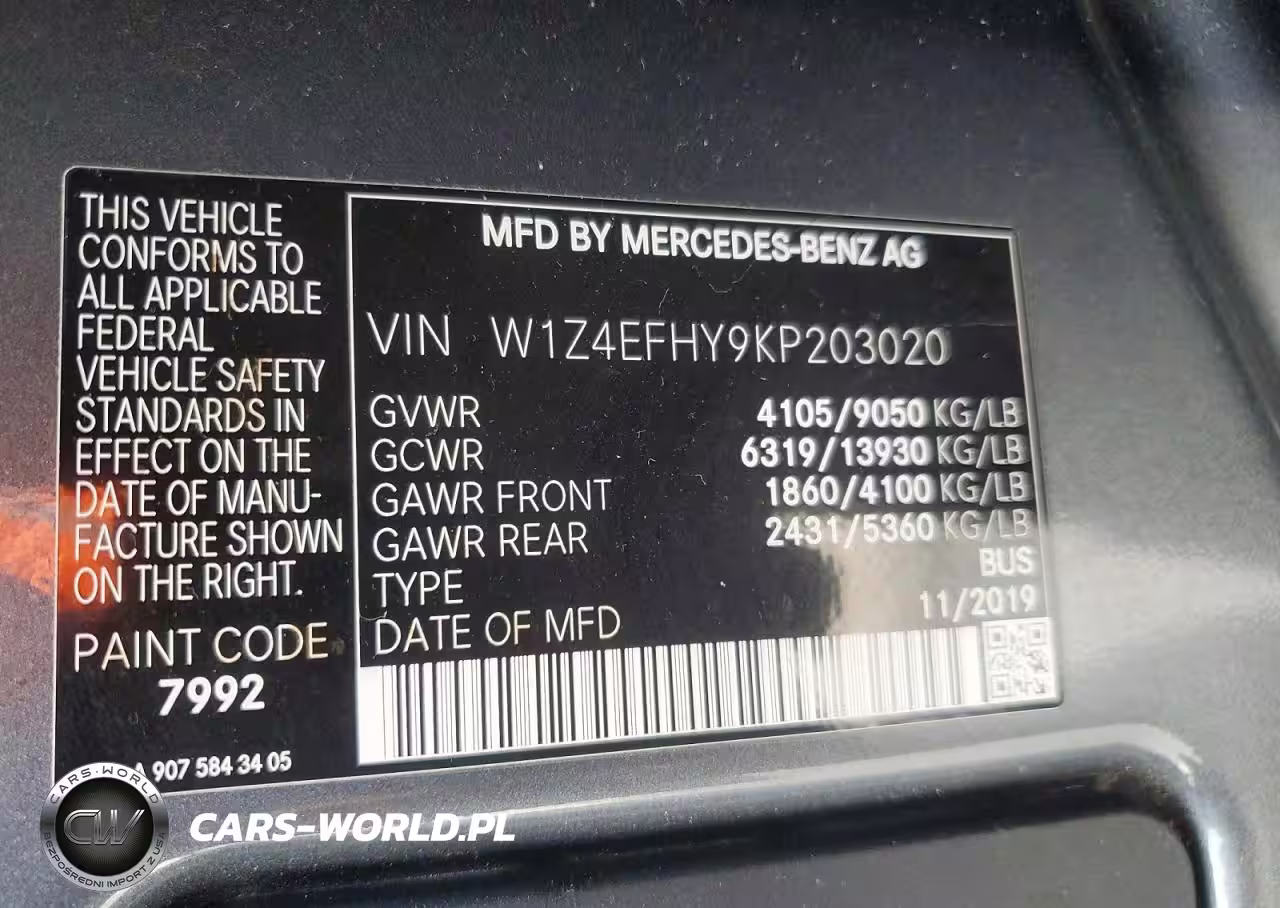 THIS VEHICLE
CONFORMS TO
ALL APPLICABLE
FEDERAL
VEHICLE SAFETY
STANDARDS IN
EFFECT ON THE
DATE OF MANU-
FACTURE SHOWN
ON THE RIGHT.
PAINT CODE
7992
A 907 584 34 05
MFD BY MERCEDES-BENZ AG
VIN W1Z4EFHY9KP203020
GVWR 4105/9050 KG/LB
GCWR 6319/13930 KG/LB
GAWR FRONT 1860/4100 KG/LB
GAWR REAR 2431/5360 KG/LB
TYPE BUS
DATE OF MFD 11/2019
CARS-WORLD
CW
BEZPOŚREDNI IMPORT Z USA
CARS-WORLD.PL